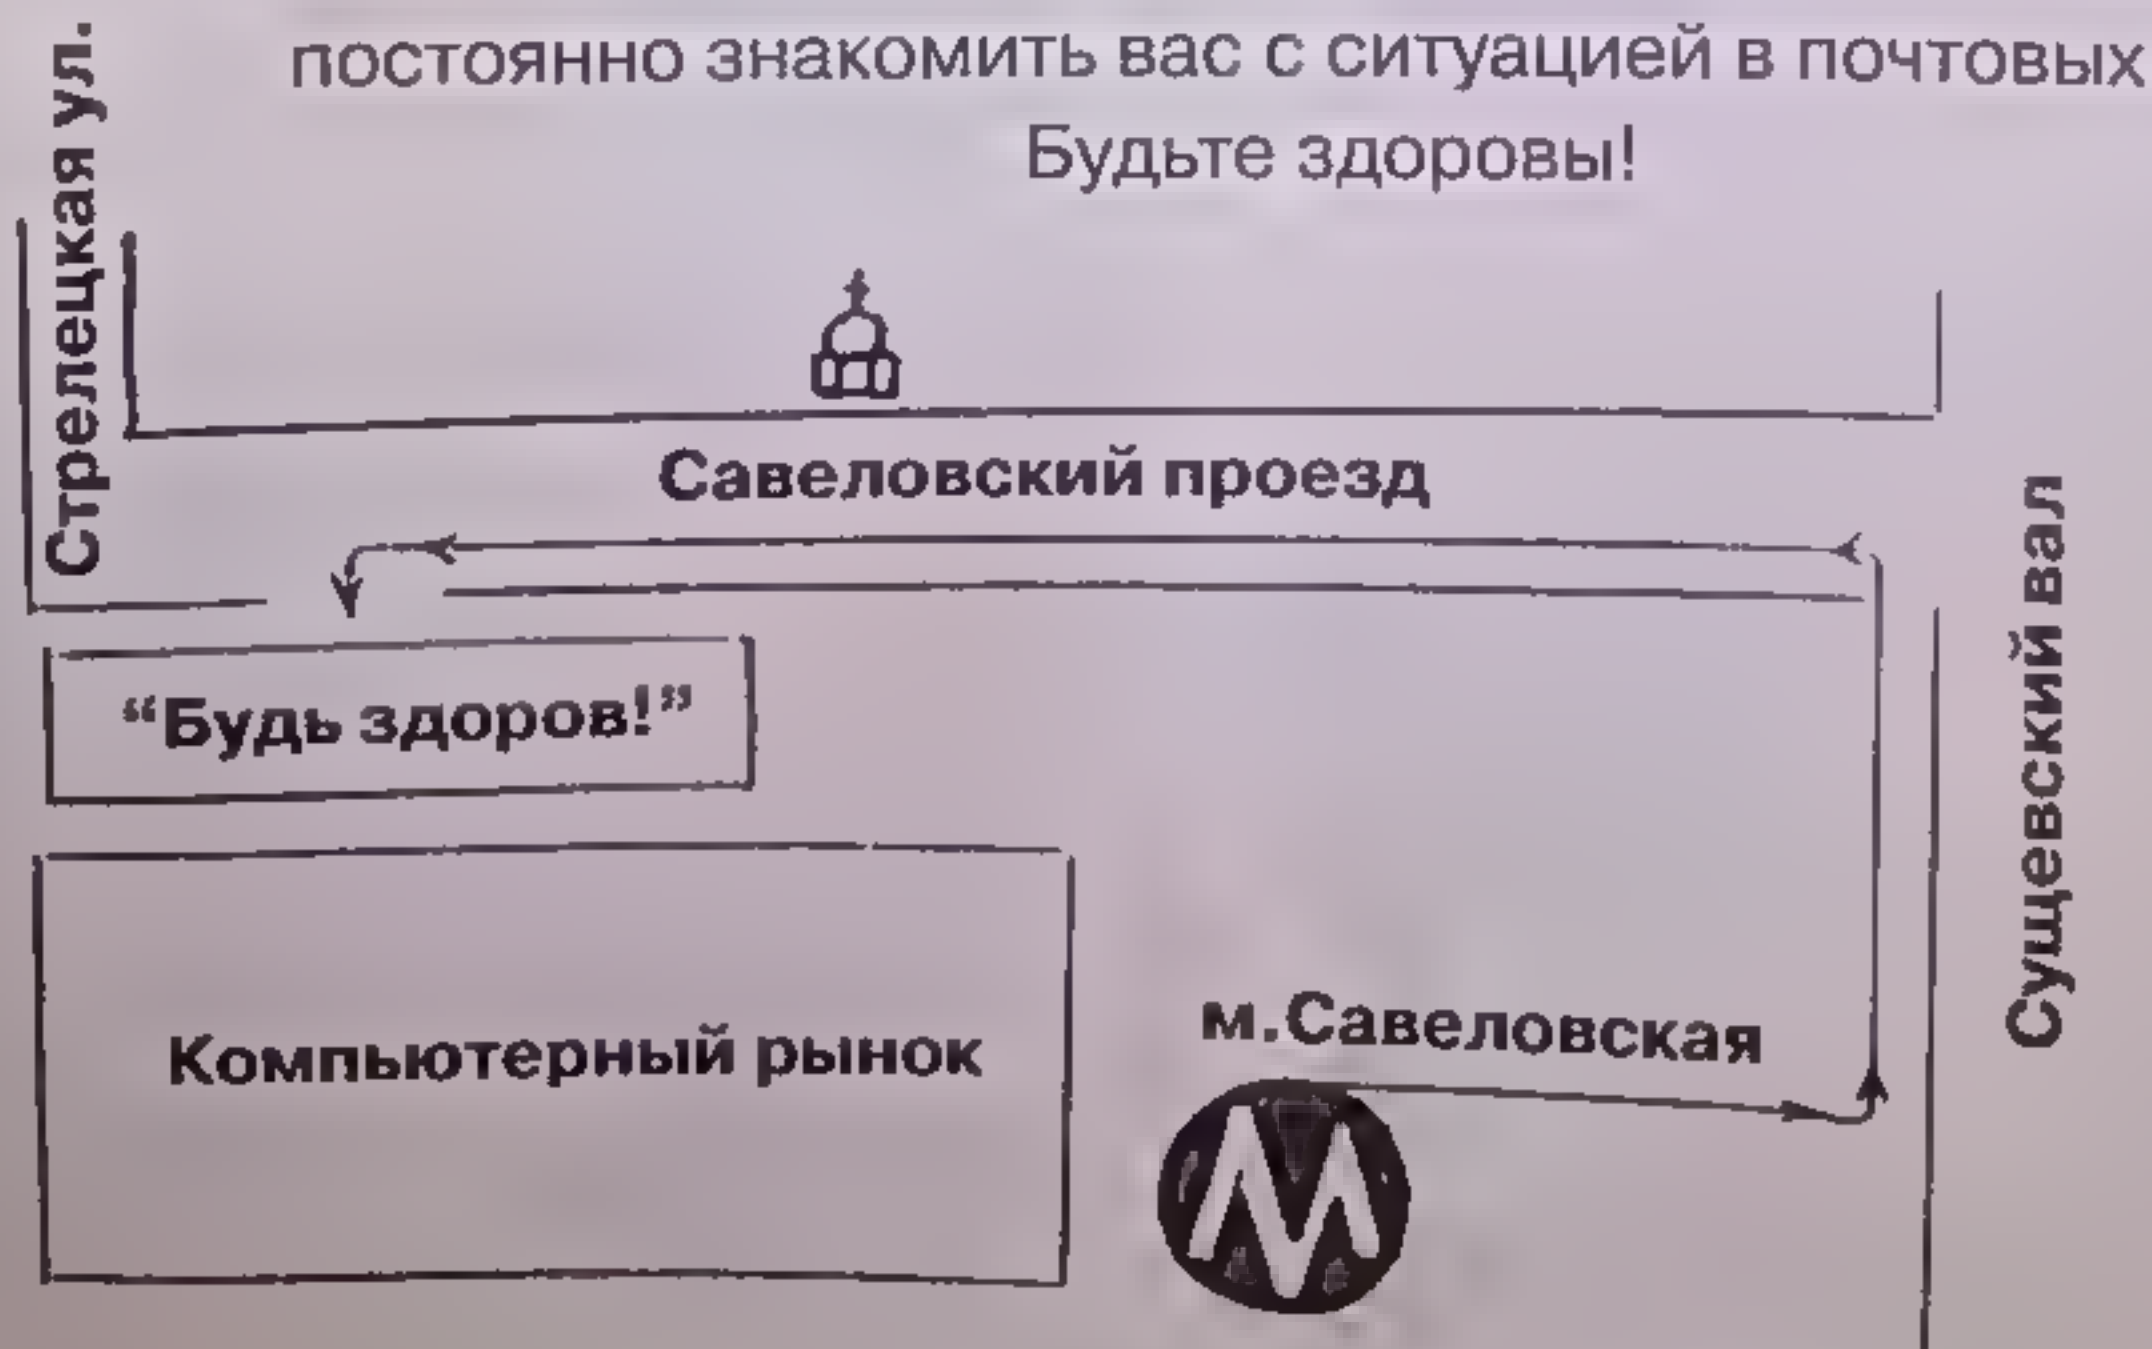 постоянно знакомить вас с ситуацией в почтовых
Будьте здоровы!
Стрелецкая ул.
Савеловский проезд
Сущевский вал
“Будь здоров!”
Компьютерный рынок
м.Савеловская
М